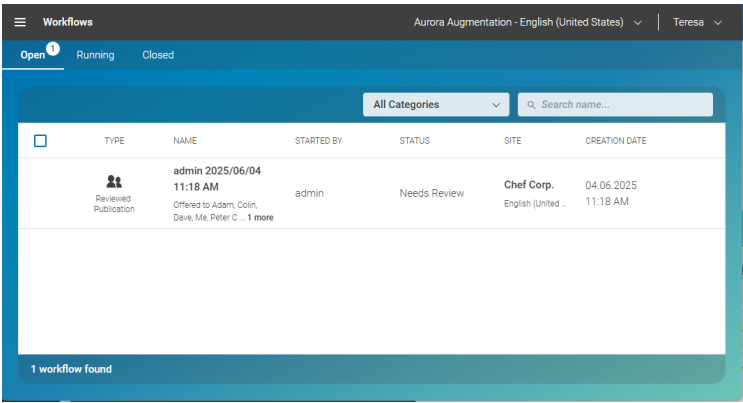 Workflows
Aurora Augmentation - English (United States)
Teresa
Open 1
Running
Closed
All Categories
Search name...
TYPE NAME STARTED BY STATUS SITE CREATION DATE
Reviewed
Publication
admin 2025/06/04
11:18 AM
Offered to Adam, Colin,
Dave, Me, Peter C ... 1 more
admin
Needs Review
Chef Corp.
English (United ...
04.06.2025
11:18 AM
1 workflow found